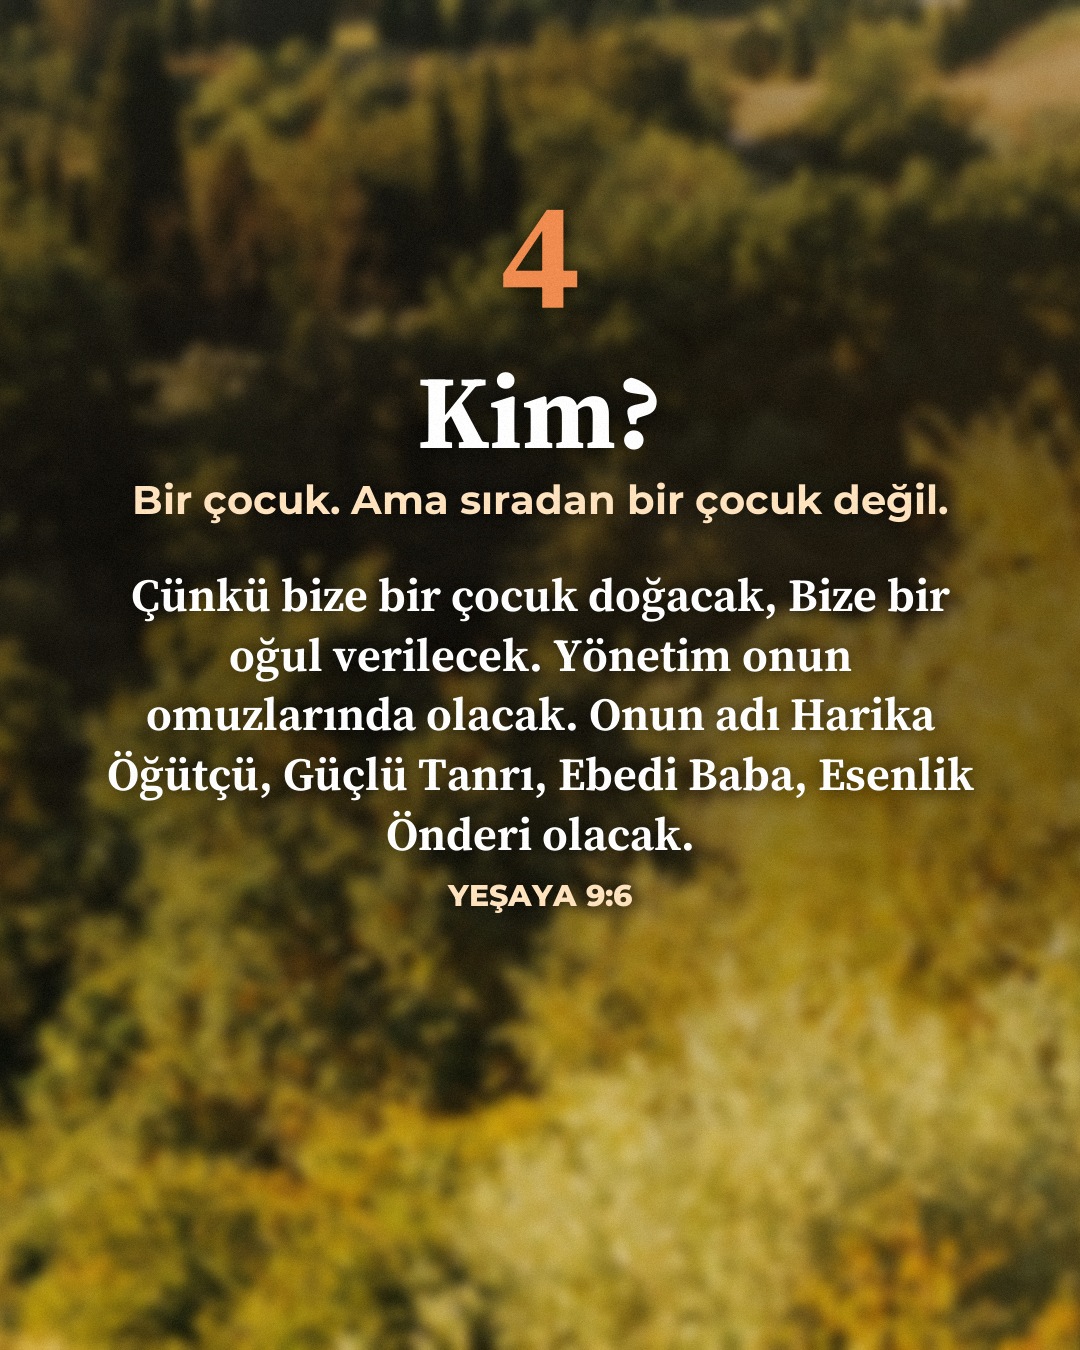 4
Kim?
Bir çocuk. Ama sıradan bir çocuk değil.
Çünkü bize bir çocuk doğacak, Bize bir
oğul verilecek. Yönetim onun
omuzlarında olacak. Onun adı Harika
Öğütçü, Güçlü Tanrı, Ebedi Baba, Esenlik
Önderi olacak.
YEŞAYA 9:6